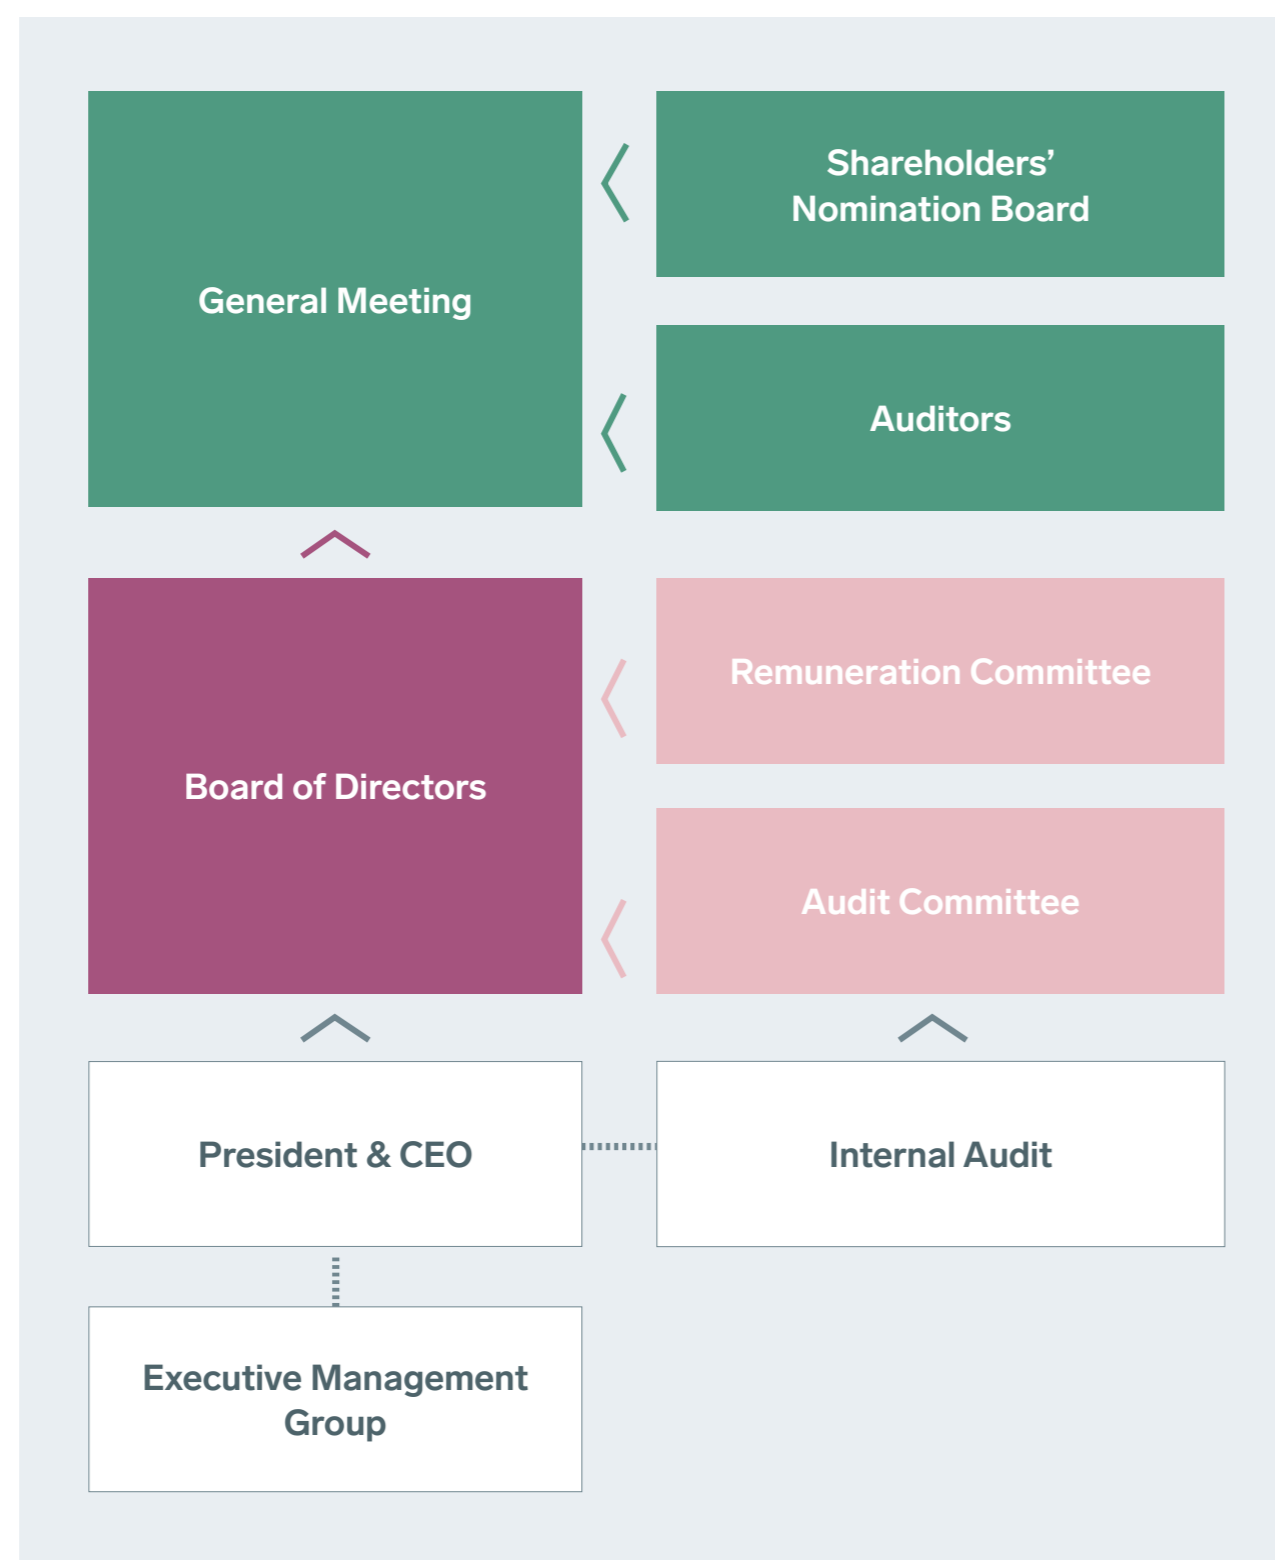 General Meeting
Shareholders’
Nomination Board
Auditors
Board of Directors
Remuneration Committee
Audit Committee
President & CEO
Internal Audit
Executive Management
Group